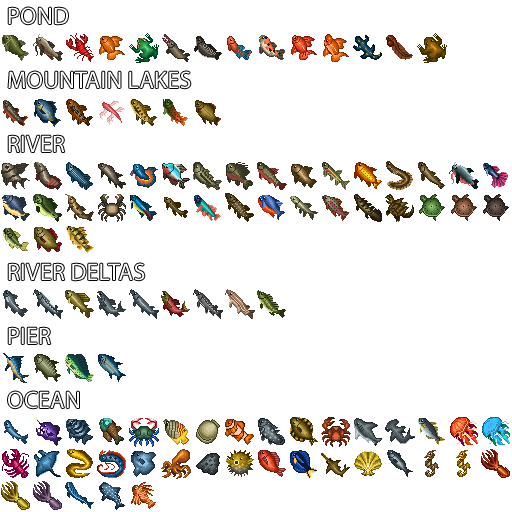 POND
MOUNTAIN LAKES
RIVER
RIVER DELTAS
PIER
OCEAN